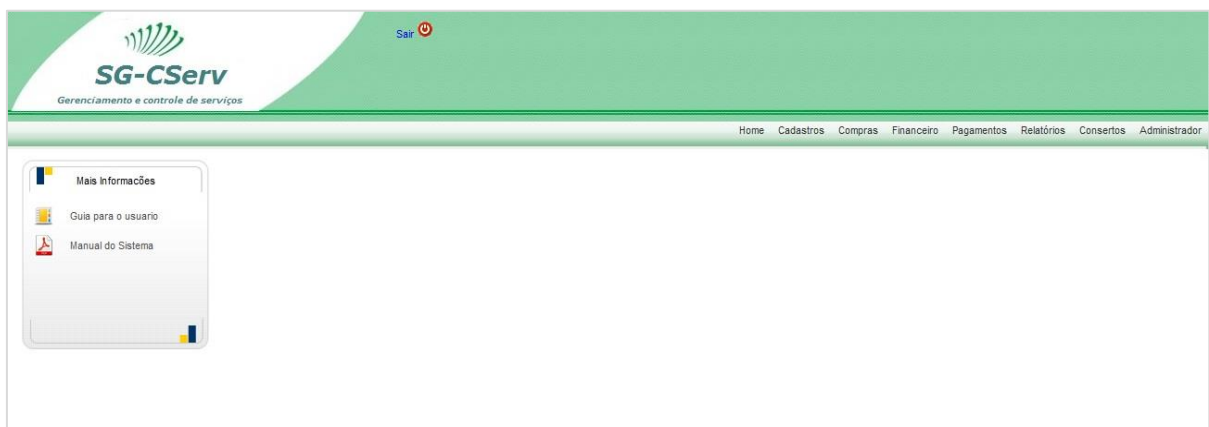 Sair
SG-CServ
Gerenciamento e controle de serviços
Home Cadastros Compras Financeiro Pagamentos Relatórios Consertos Administrador
Mais Informacões
Guia para o usuario
Manual do Sistema